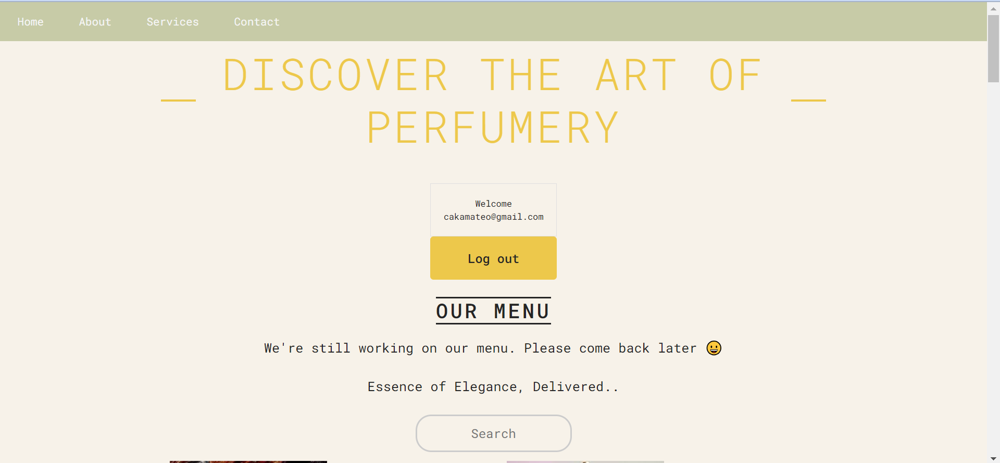 Home About Services Contact
DISCOVER THE ART OF
PERFUMERY
Welcome
cakamateo@gmail.com
Log out
OUR MENU
We're still working on our menu. Please come back later 😀
Essence of Elegance, Delivered..
Search